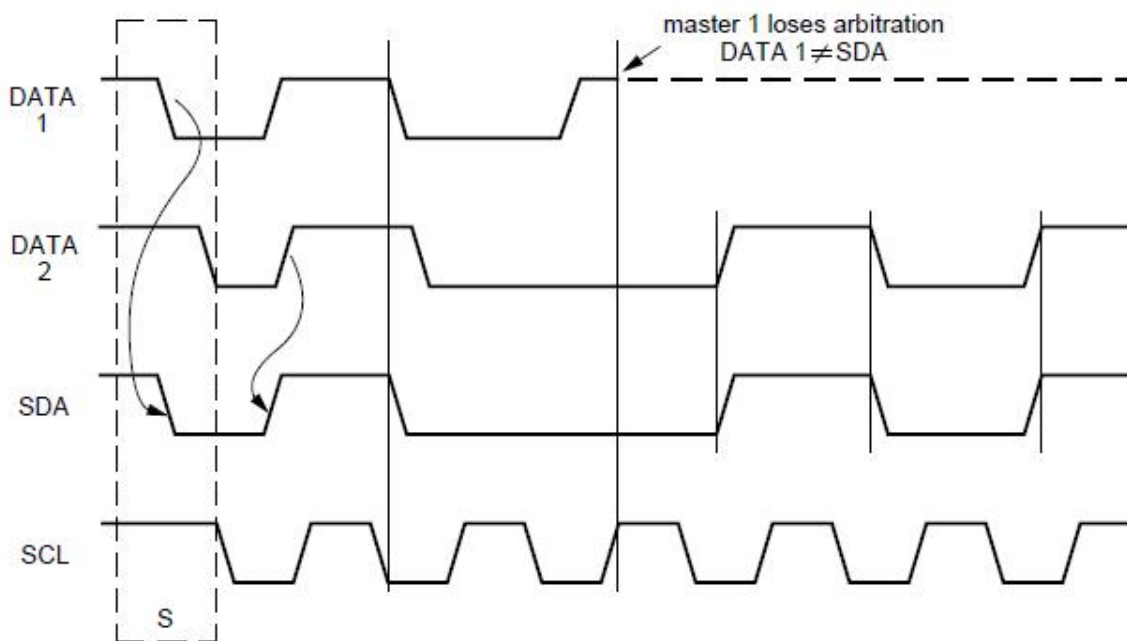 master 1 loses arbitration
DATA 1≠SDA
DATA
1
DATA
2
SDA
SCL
S